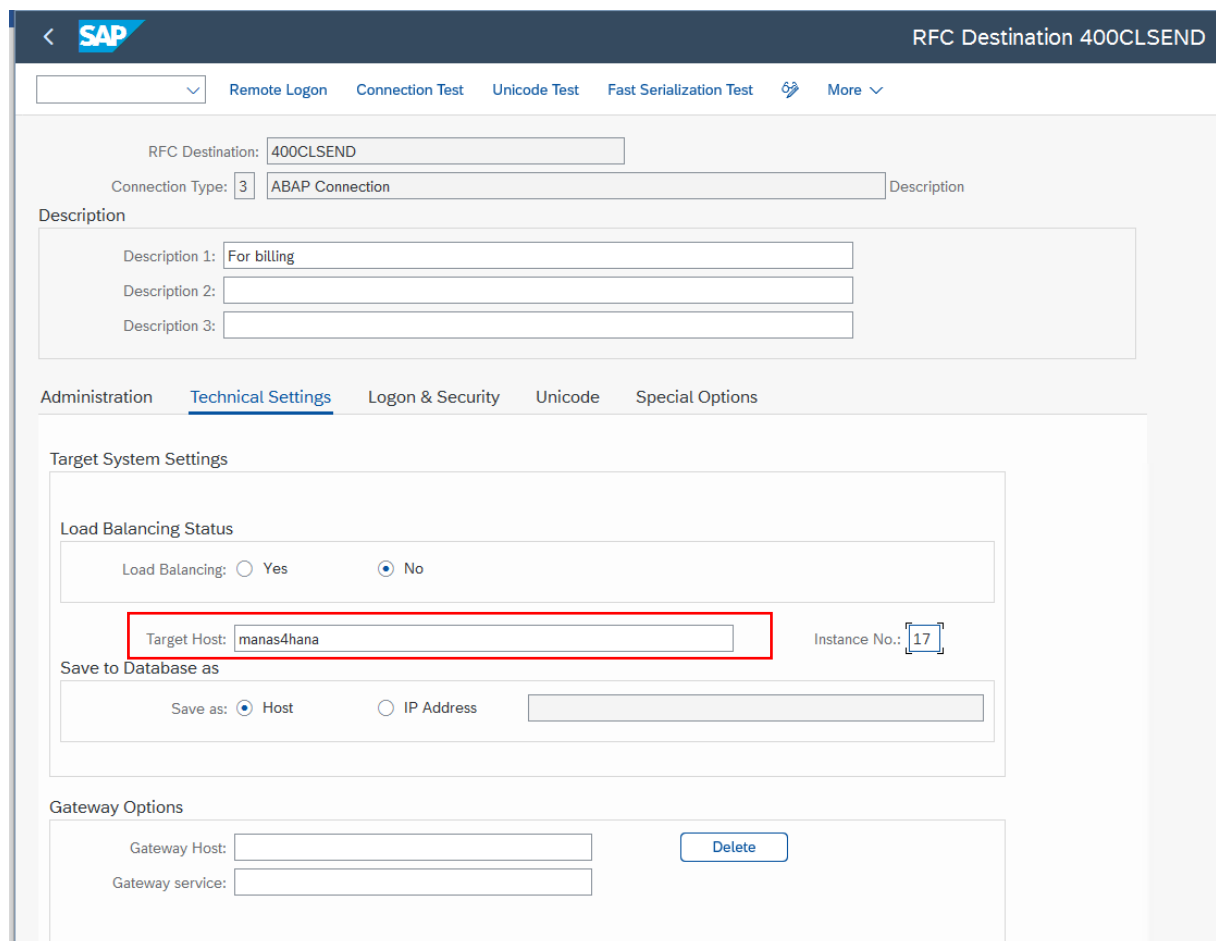 SAP RFC Destination 400CLSEND
Remote Logon Connection Test Unicode Test Fast Serialization Test More
RFC Destination: 400CLSEND
Connection Type: 3 ABAP Connection Description
Description
Description 1: For billing
Description 2:
Description 3:
Administration Technical Settings Logon & Security Unicode Special Options
Target System Settings
Load Balancing Status
Load Balancing: Yes No
Target Host: manas4hana Instance No.: 17
Save to Database as
Save as: Host IP Address
Gateway Options
Gateway Host: Delete
Gateway service: